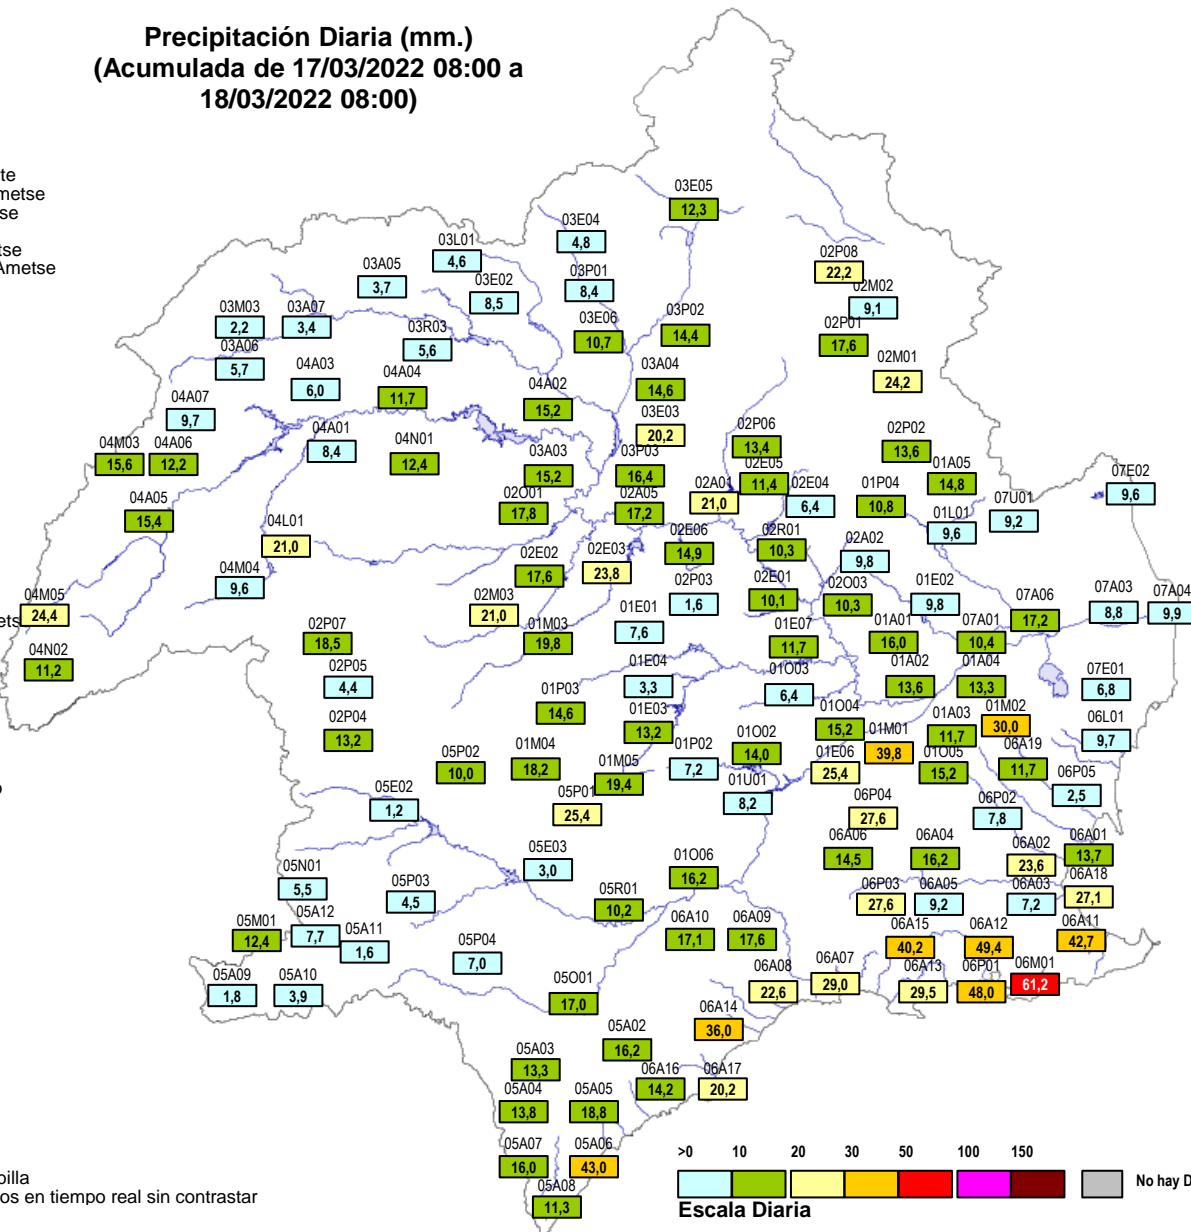 Precipitación Diaria (mm.)
(Acumulada de 17/03/2022 08:00 a
18/03/2022 08:00)
te
metse
se
tse
Ametse
03E05
12,3
03E04
4,8
03L01
4,6
02P08
22,2
03A05
3,7
03E02
8,5
03P01
8,4
02M02
9,1
03M03
2,2
03A07
3,4
03R03
5,6
03E06
10,7
03P02
14,4
02P01
17,6
03A06
5,7
04A03
6,0
04A04
11,7
04A02
15,2
03A04
14,6
02M01
24,2
04A07
9,7
03E03
20,2
04A01
8,4
04N01
12,4
02P06
13,4
02P02
13,6
04M03
15,6
04A06
12,2
03A03
15,2
03P03
16,4
02E05
11,4
01A05
14,8
07E02
9,6
04A05
15,4
02O01
17,8
02A05
17,2
02A01
21,0
02E04
6,4
01P04
10,8
07U01
9,2
04L01
21,0
01L01
9,6
02E06
14,9
02R01
10,3
02A02
9,8
04M04
9,6
02E02
17,6
02E03
23,8
04M05
24,4
ets
02M03
21,0
02P03
1,6
02E01
10,1
02O03
10,3
01E02
9,8
07A06
17,2
07A03
8,8
07A04
9,9
02P07
18,5
01M03
19,8
01E01
7,6
01E07
11,7
01A01
16,0
07A01
10,4
04N02
11,2
02P05
4,4
01E04
3,3
01O03
6,4
01A02
13,6
01A04
13,3
07E01
6,8
02P04
13,2
01P03
14,6
01E03
13,2
01O04
15,2
01M01
39,8
01A03
11,7
01M02
30,0
06L01
9,7
05P02
10,0
01M04
18,2
01M05
19,4
01P02
7,2
01O02
14,0
01E06
25,4
01O05
15,2
06A19
11,7
05E02
1,2
05P01
25,4
01U01
8,2
06P04
27,6
06P02
7,8
06P05
2,5
05E03
3,0
01O06
16,2
06A06
14,5
06A04
16,2
06A02
23,6
06A01
13,7
05N01
5,5
05P03
4,5
05R01
10,2
06P03
27,6
06A05
9,2
06A03
7,2
06A18
27,1
05M01
12,4
05A12
7,7
05A11
1,6
06A10
17,1
06A09
17,6
06A15
40,2
06A12
49,4
06A11
42,7
05A09
1,8
05A10
3,9
05P04
7,0
05O01
17,0
06A08
22,6
06A07
29,0
06A13
29,5
06P01
48,0
06M01
61,2
06A14
36,0
05A03
13,3
05A02
16,2
06A16
14,2
06A17
20,2
05A04
13,8
05A05
18,8
05A07
16,0
05A06
43,0
05A08
11,3
pilla
os en tiempo real sin contrastar
>0 10 20 30 50 100 150
No hay D
Escala Diaria